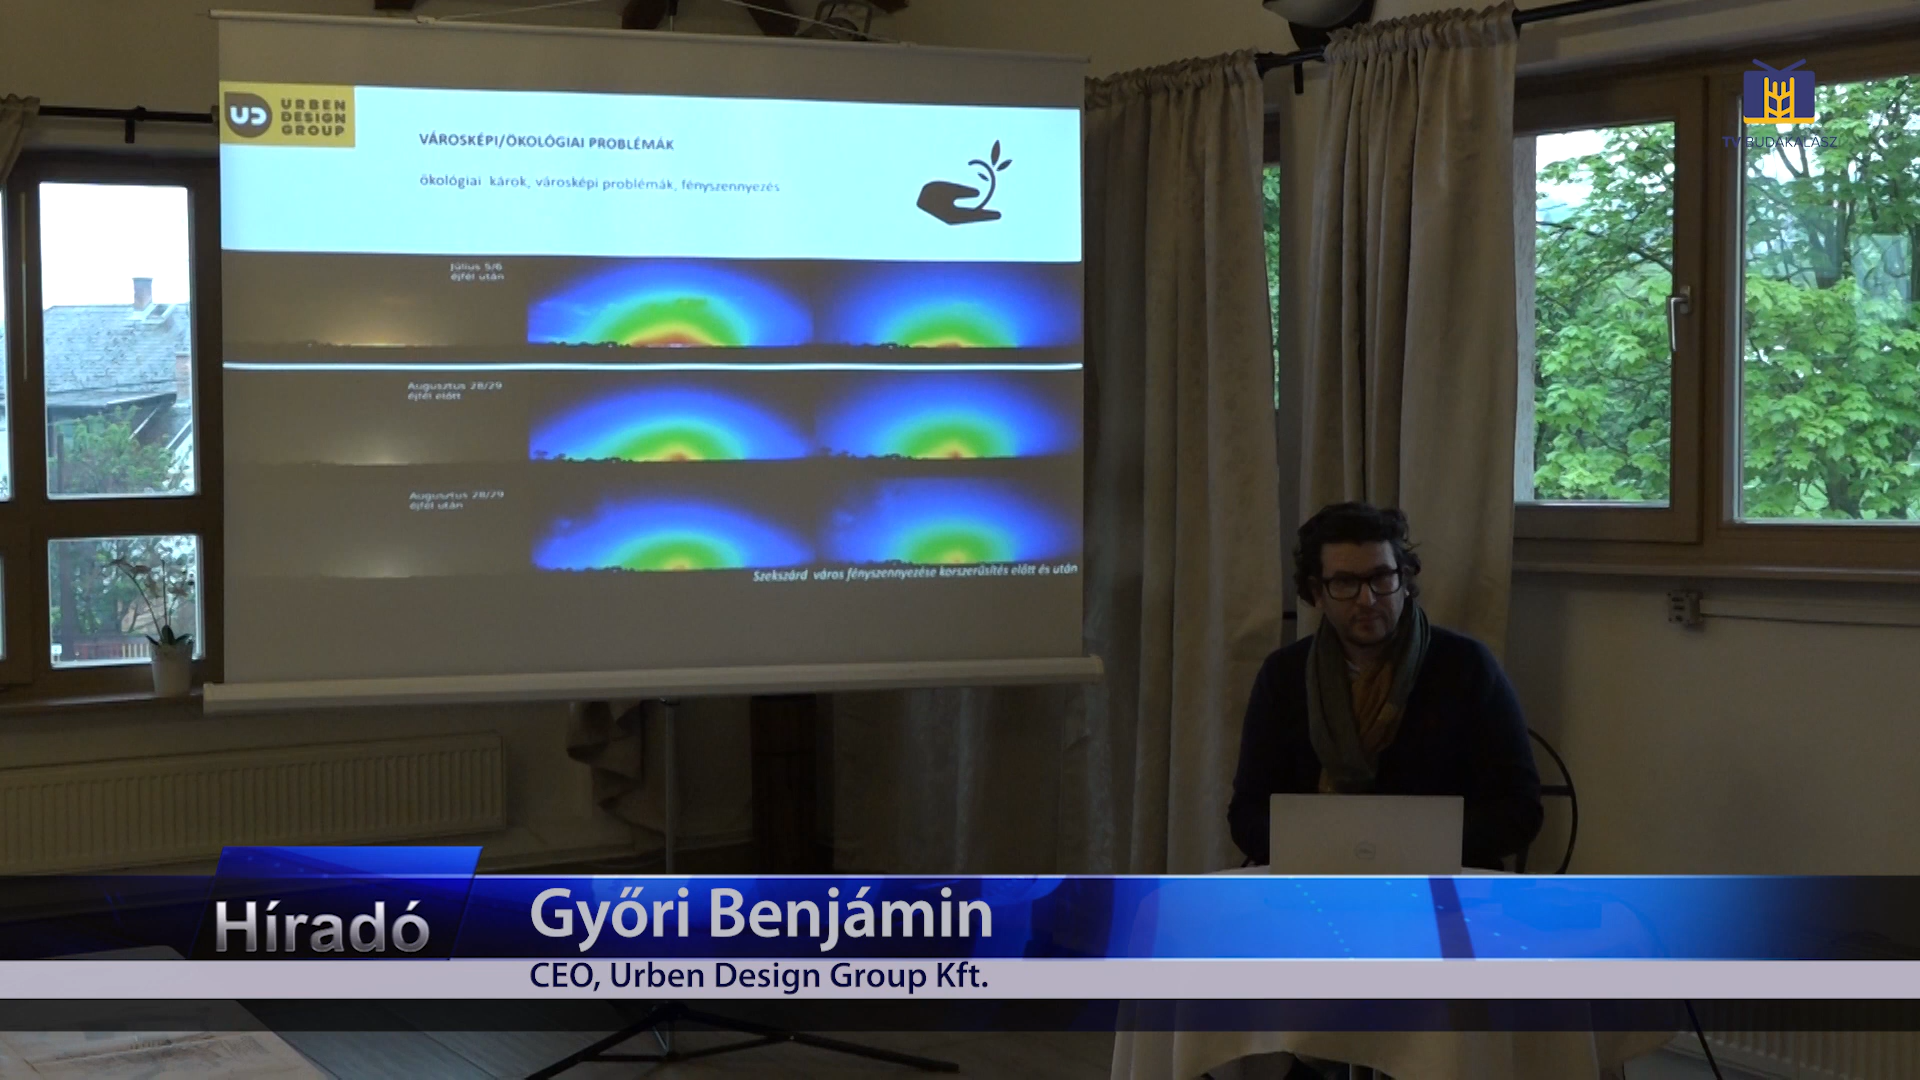 URBEN
DESIGN
GROUP
VÁROSKÉPI/ÖKOLÓGIAI PROBLÉMÁK
ökológiai károk, városképi problémák, fényszennyezés
Július 5/6
éjfél után
Augusztus 28/29
éjfél előtt
Augusztus 28/29
éjfél után
Szekszárd város fényszennyezése korszerűsítés előtt és után
TV BUDAKALÁSZ
Híradó
Győri Benjámin
CEO, Urben Design Group Kft.